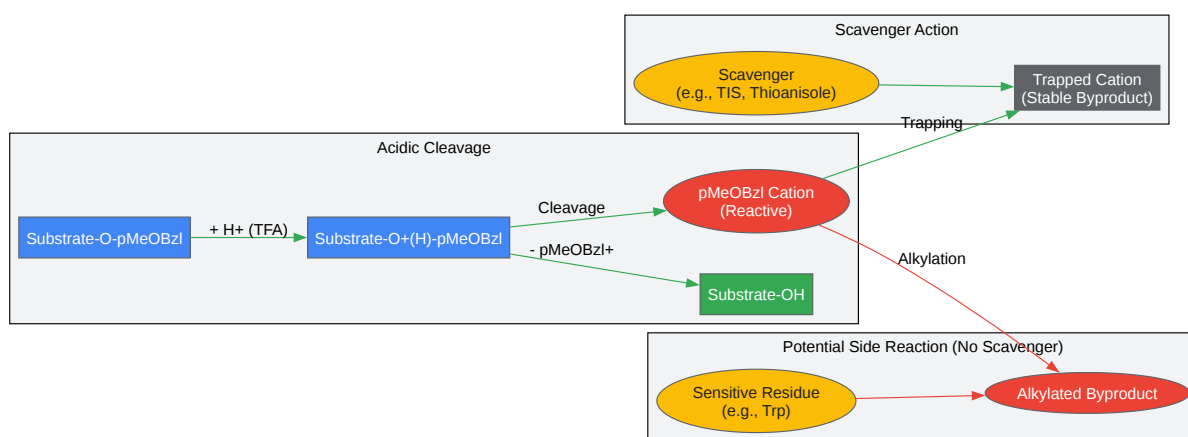 Scavenger Action
Scavenger
(e.g., TIS, Thioanisole)
Trapped Cation
(Stable Byproduct)
Trapping
Acidic Cleavage
Substrate-O-pMeOBzl
+ H+ (TFA)
Substrate-O+(H)-pMeOBzl
Cleavage
pMeOBzl Cation
(Reactive)
- pMeOBzl+
Substrate-OH
Alkylation
Potential Side Reaction (No Scavenger)
Sensitive Residue
(e.g., Trp)
Alkylated Byproduct